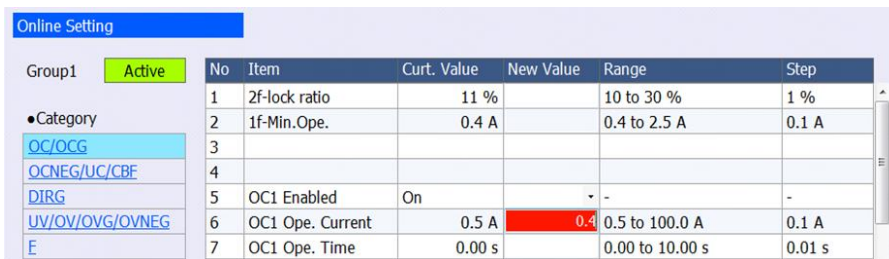 Online Setting
Group1 Active
No Item Curt. Value New Value Range Step
1 2f-lock ratio 11 % 10 to 30 % 1 %
●Category
2 1f-Min.Ope. 0.4 A 0.4 to 2.5 A 0.1 A
OC/OCG
3
OCNEG/UC/CBF
4
DIRG
5 OC1 Enabled On - -
UV/OV/OVG/OVNEG
6 OC1 Ope. Current 0.5 A 0.4 0.5 to 100.0 A 0.1 A
F
7 OC1 Ope. Time 0.00 s 0.00 to 10.00 s 0.01 s